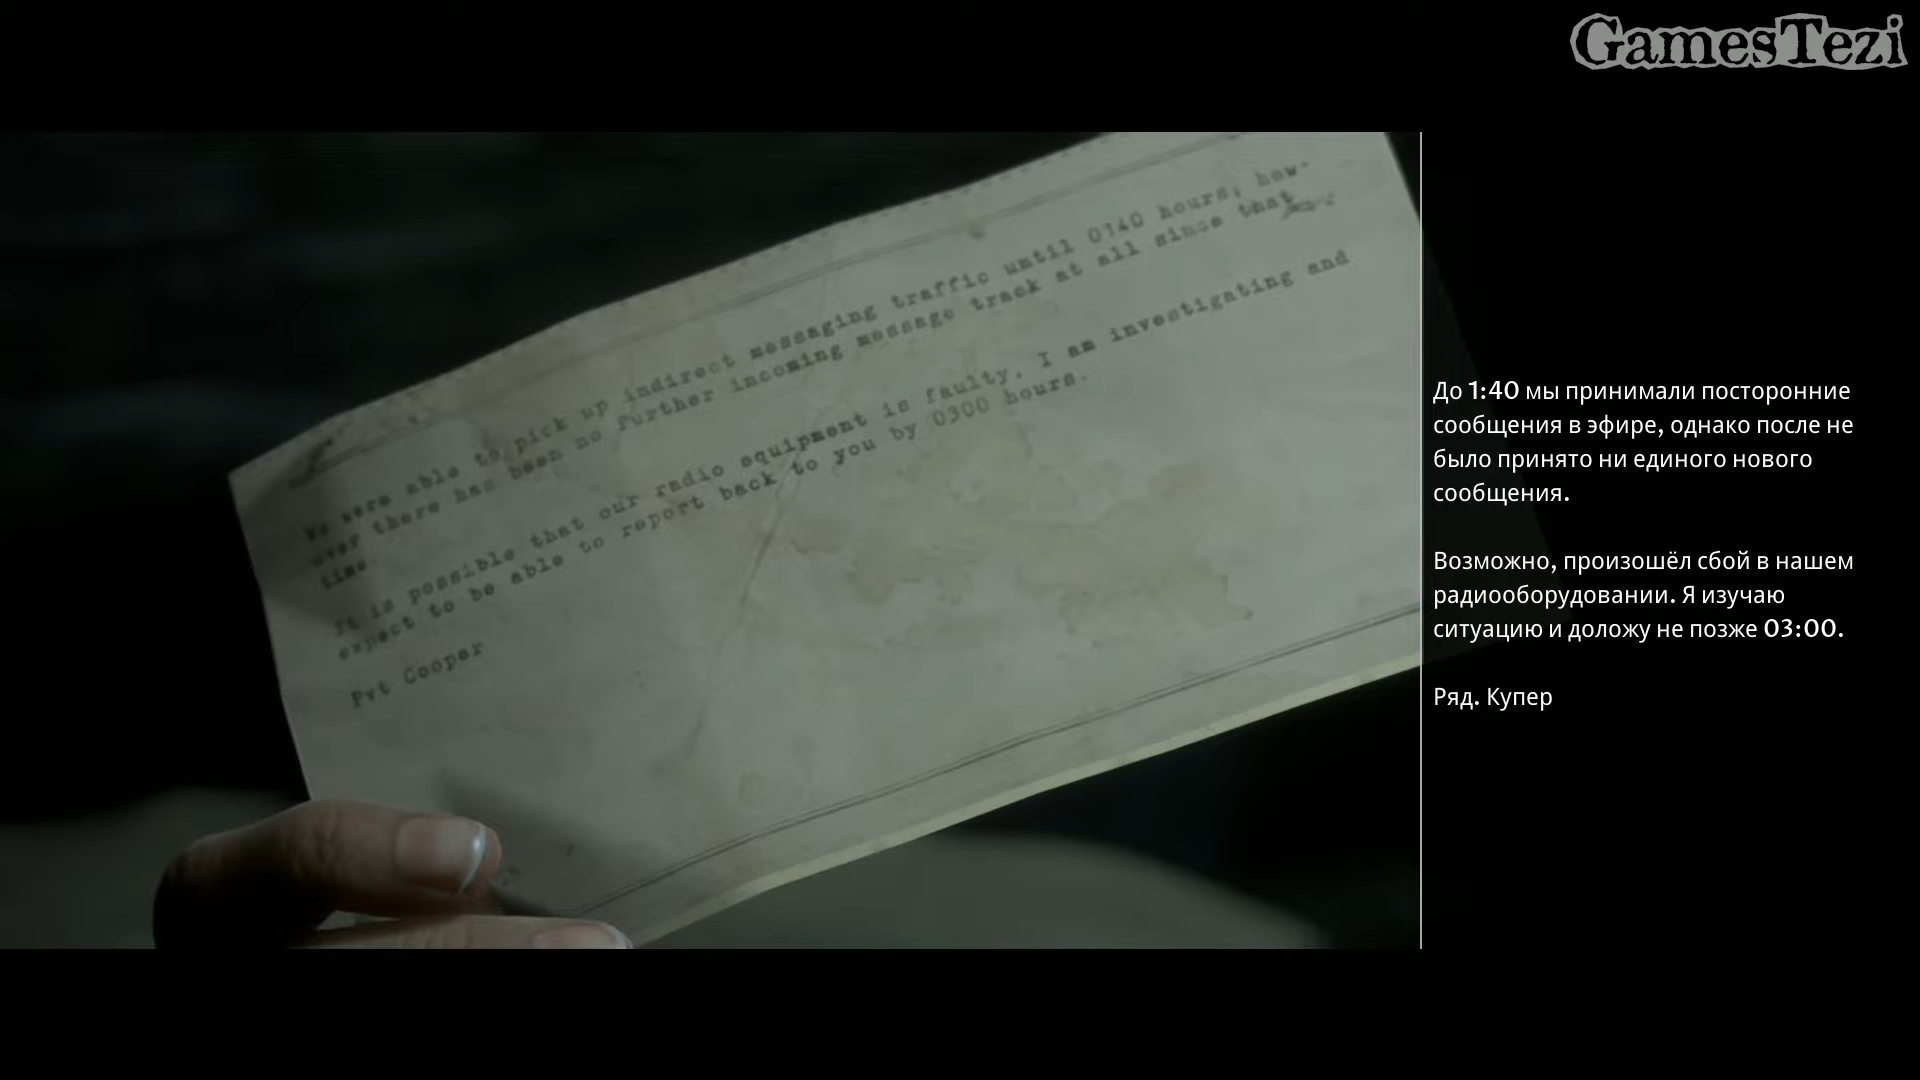 GamesTezi
We were able to pick up indirect messaging traffic until 0140 hours; how-
ever there has been no further incoming message track at all since that
time.
It is possible that our radio equipment is faulty. I am investigating and
expect to be able to report back to you by 0300 hours.
Pvt Cooper
До 1:40 мы принимали посторонние
сообщения в эфире, однако после не
было принято ни единого нового
сообщения.
Возможно, произошёл сбой в нашем
радиооборудовании. Я изучаю
ситуацию и доложу не позже 03:00.
Ряд. Купер